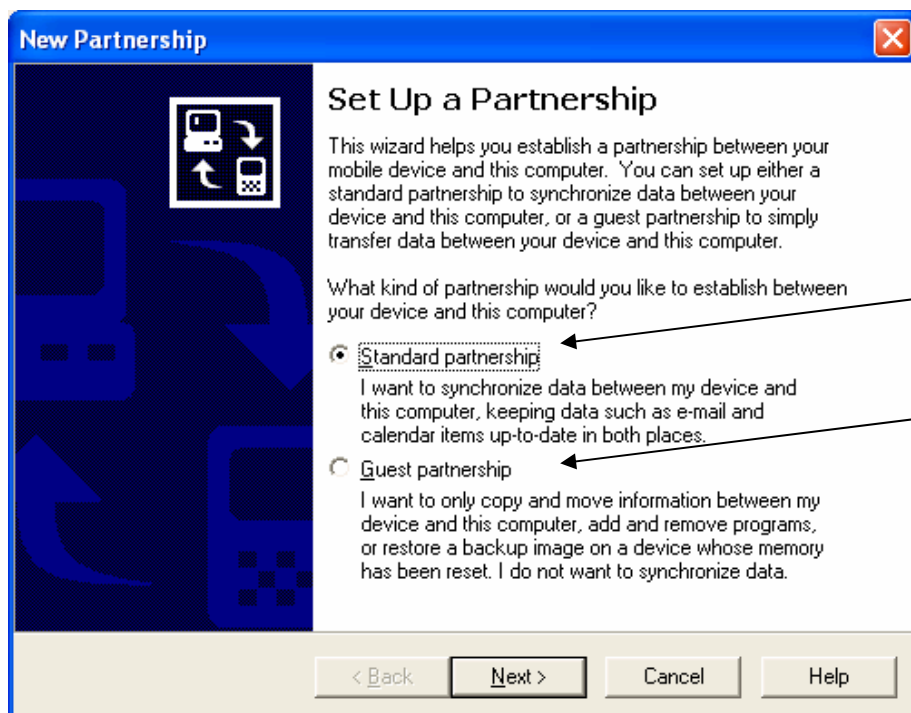 New Partnership
Set Up a Partnership
This wizard helps you establish a partnership between your
mobile device and this computer. You can set up either a
standard partnership to synchronize data between your
device and this computer, or a guest partnership to simply
transfer data between your device and this computer.
What kind of partnership would you like to establish between
your device and this computer?
Standard partnership
I want to synchronize data between my device and
this computer, keeping data such as e-mail and
calendar items up-to-date in both places.
Guest partnership
I want to only copy and move information between my
device and this computer, add and remove programs,
or restore a backup image on a device whose memory
has been reset. I do not want to synchronize data.
< Back Next > Cancel Help